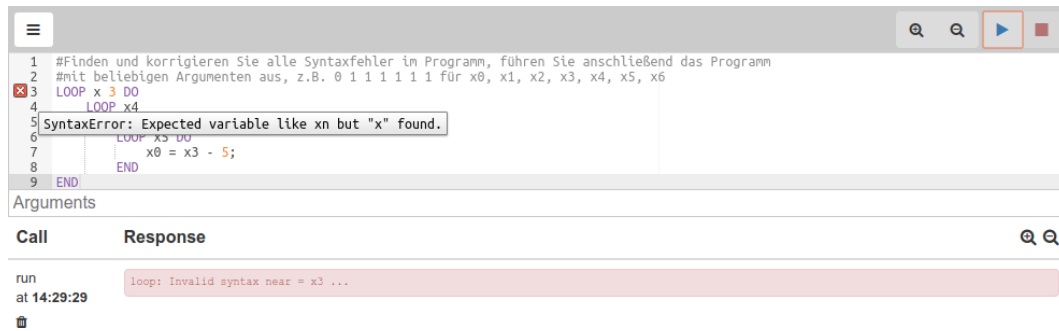 1 #Finden und korrigieren Sie alle Syntaxfehler im Programm, führen Sie anschließend das Programm
2 #mit beliebigen Argumenten aus, z.B. 0 1 1 1 1 1 1 für x0, x1, x2, x3, x4, x5, x6
3 LOOP x 3 DO
4 LOOP x4
5 SyntaxError: Expected variable like xn but "x" found.
6 LOOP x5 DO
7 x0 = x3 - 5;
8 END
9 END
Arguments
Call Response
run loop: Invalid syntax near = x3 ...
at 14:29:29